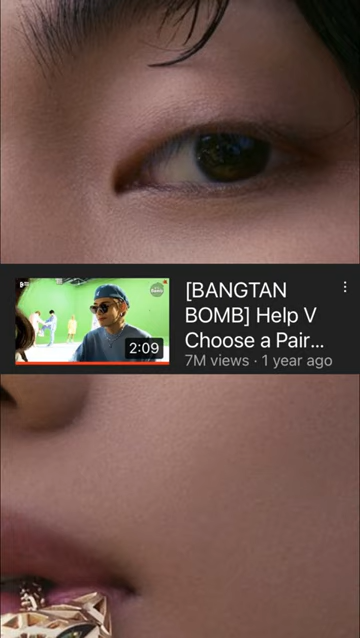 [BANGTAN
BOMB] Help V
Choose a Pair...
2:09
7M views · 1 year ago